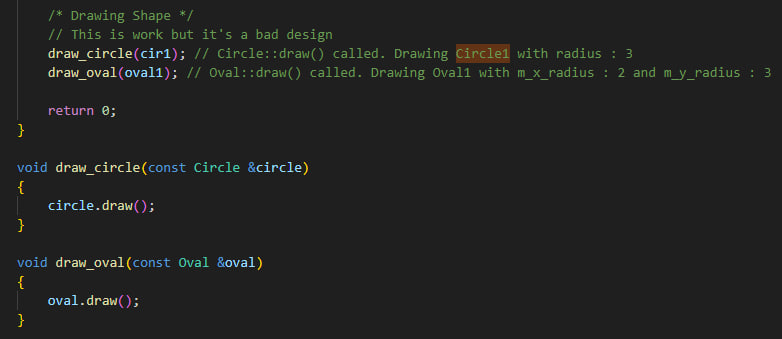 /* Drawing Shape */
// This is work but it's a bad design
draw_circle(cir1); // Circle::draw() called. Drawing Circle1 with radius : 3
draw_oval(oval1); // Oval::draw() called. Drawing Oval1 with m_x_radius : 2 and m_y_radius : 3
return 0;
}
void draw_circle(const Circle &circle)
{
circle.draw();
}
void draw_oval(const Oval &oval)
{
oval.draw();
}